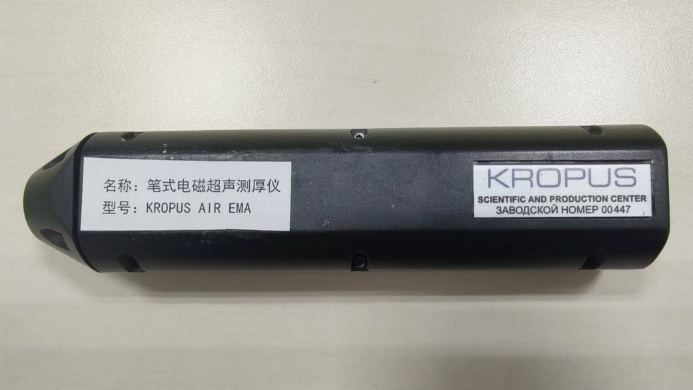 名称：笔式电磁超声测厚仪
型号：KROPUS AIR EMA
KROPUS
SCIENTIFIC AND PRODUCTION CENTER
ЗАВОДСКОЙ НОМЕР 00447